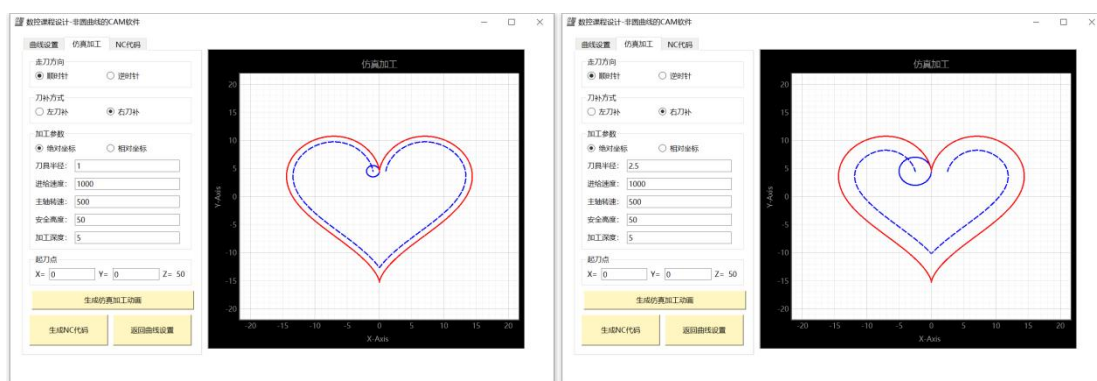 数控课程设计-非圆曲线的CAM软件
曲线设置 仿真加工 NC代码
走刀方向
顺时针 逆时针
刀补方式
左刀补 右刀补
加工参数
绝对坐标 相对坐标
刀具半径： 1
进给速度： 1000
主轴转速： 500
安全高度： 50
加工深度： 5
起刀点
X= 0 Y= 0 Z= 50
生成仿真加工动画
生成NC代码 返回曲线设置
仿真加工
Y-Axis
20
15
10
5
0
-5
-10
-15
-20
-20 -15 -10 -5 0 5 10 15 20
X-Axis
数控课程设计-非圆曲线的CAM软件
曲线设置 仿真加工 NC代码
走刀方向
顺时针 逆时针
刀补方式
左刀补 右刀补
加工参数
绝对坐标 相对坐标
刀具半径： 2.5
进给速度： 1000
主轴转速： 500
安全高度： 50
加工深度： 5
起刀点
X= 0 Y= 0 Z= 50
生成仿真加工动画
生成NC代码 返回曲线设置
仿真加工
Y-Axis
20
15
10
5
0
-5
-10
-15
-20
-20 -15 -10 -5 0 5 10 15 20
X-Axis